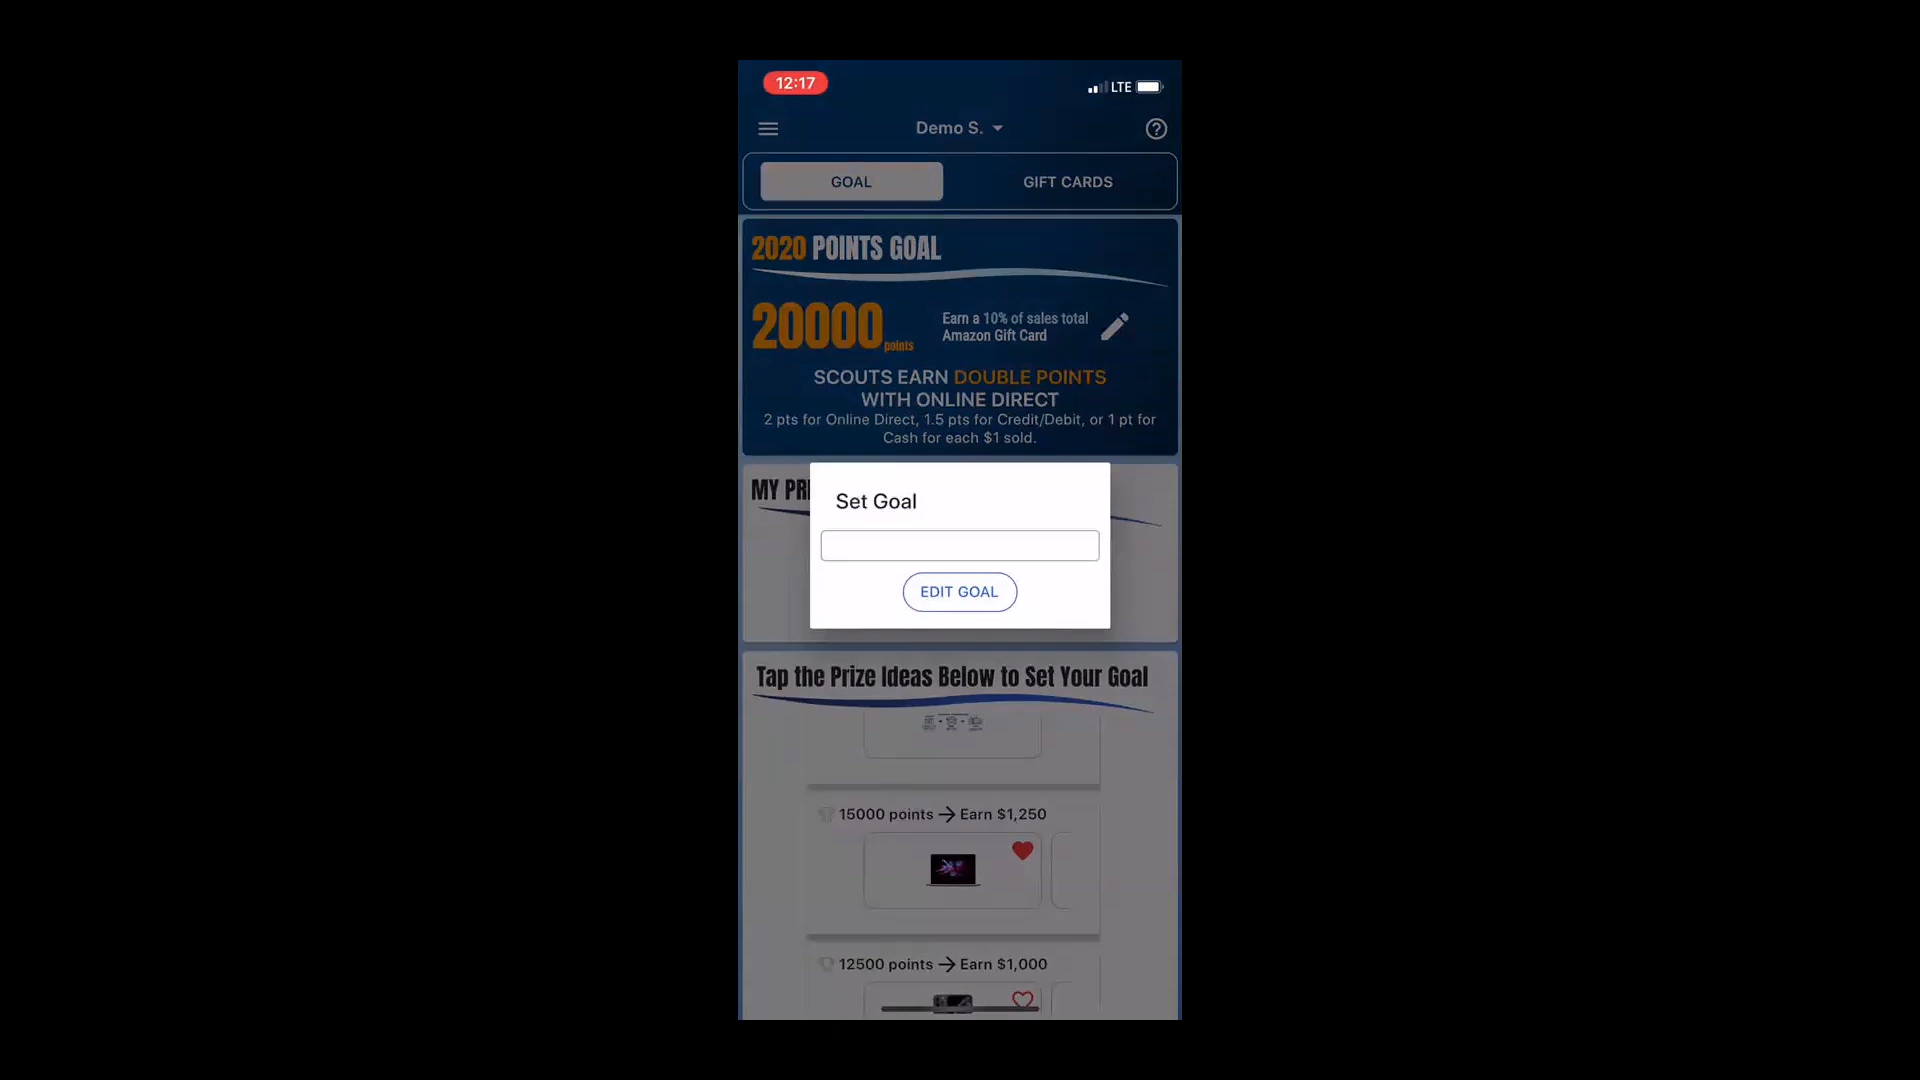 12:17
LTE
Demo S.
GOAL
GIFT CARDS
2020 POINTS GOAL
20000 points
Earn a 10% of sales total
Amazon Gift Card
SCOUTS EARN DOUBLE POINTS
WITH ONLINE DIRECT
2 pts for Online Direct, 1.5 pts for Credit/Debit, or 1 pt for
Cash for each $1 sold.
MY PRI
Set Goal
EDIT GOAL
Tap the Prize Ideas Below to Set Your Goal
15000 points → Earn $1,250
12500 points → Earn $1,000